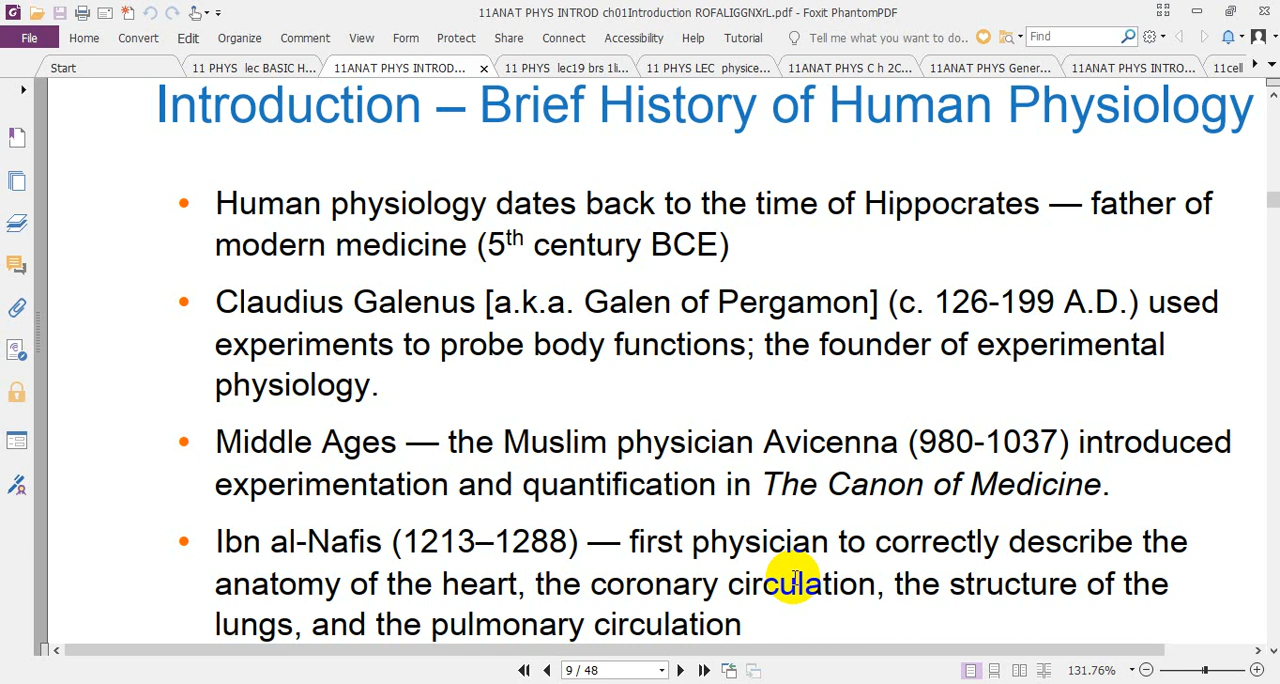 11ANAT PHYS INTROD ch01Introduction ROFALIGGNXrL.pdf - Foxit PhantomPDF
File Home Convert Edit Organize Comment View Form Protect Share Connect Accessibility Help Tutorial Tell me what you want to do.. Find
Start 11 PHYS lec BASIC H... 11ANAT PHYS INTROD... 11 PHYS lec19 brs 1li... 11 PHYS LEC physice... 11ANAT PHYS C h 2C... 11ANAT PHYS Gener... 11ANAT PHYS INTRO... 11cell
Introduction – Brief History of Human Physiology
• Human physiology dates back to the time of Hippocrates — father of
modern medicine (5th century BCE)
• Claudius Galenus [a.k.a. Galen of Pergamon] (c. 126-199 A.D.) used
experiments to probe body functions; the founder of experimental
physiology.
• Middle Ages — the Muslim physician Avicenna (980-1037) introduced
experimentation and quantification in The Canon of Medicine.
• Ibn al-Nafis (1213–1288) — first physician to correctly describe the
anatomy of the heart, the coronary circulation, the structure of the
lungs, and the pulmonary circulation
9 / 48 131.76%